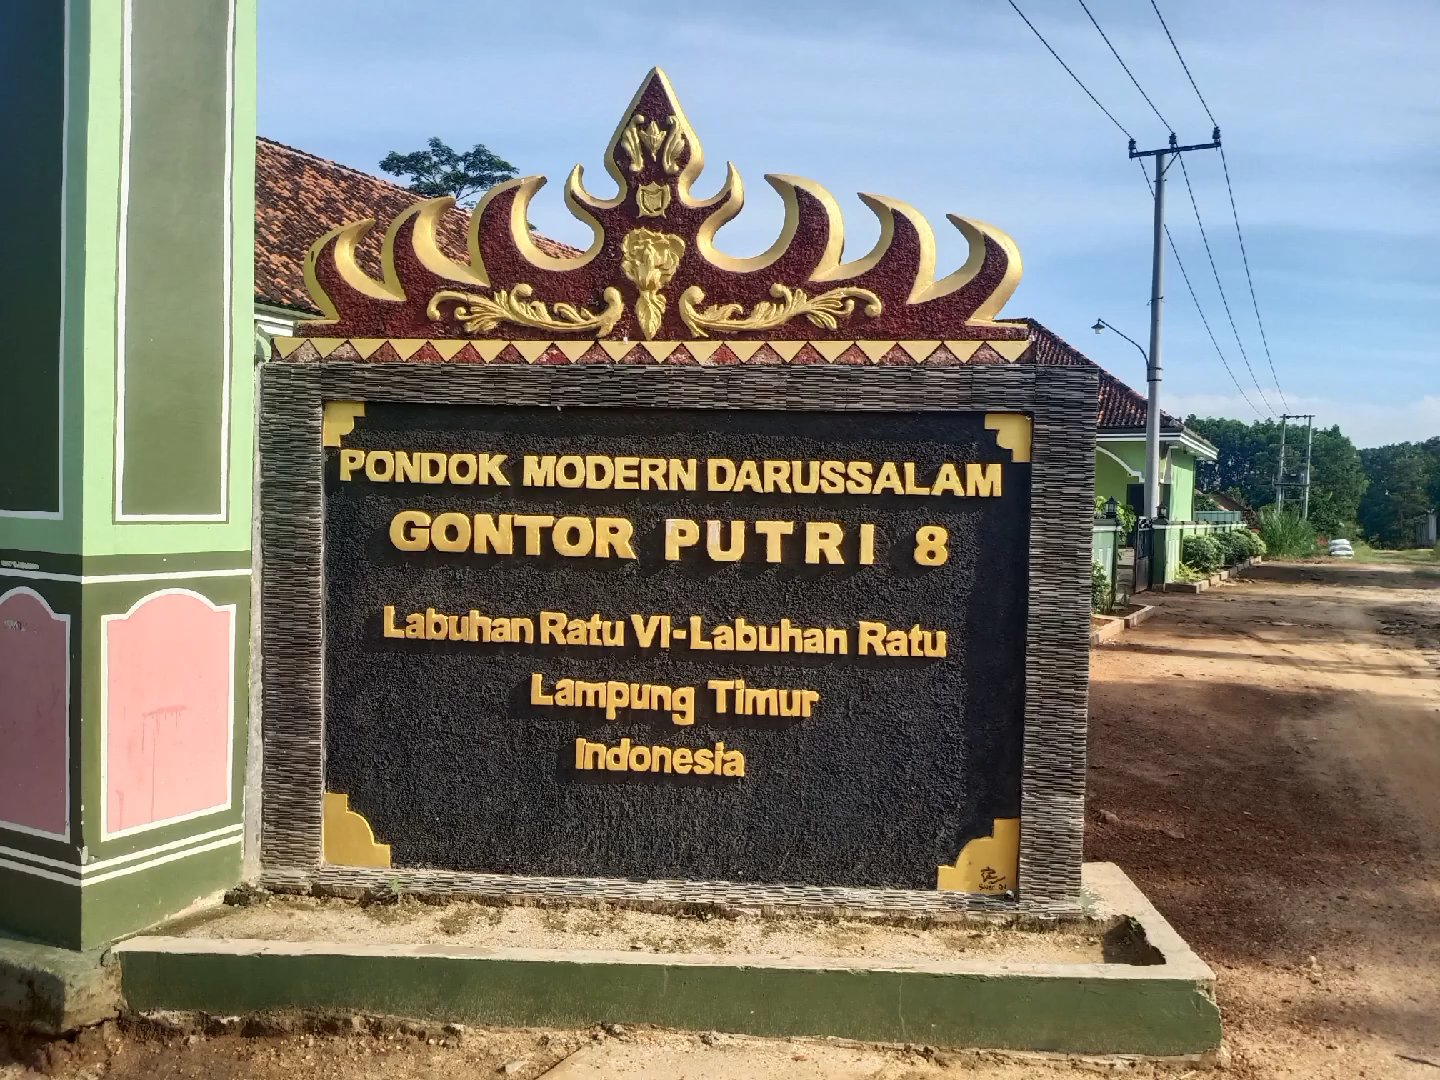 PONDOK MODERN DARUSSALAM
GONTOR PUTRI 8
Labuhan Ratu VI-Labuhan Ratu
Lampung Timur
Indonesia